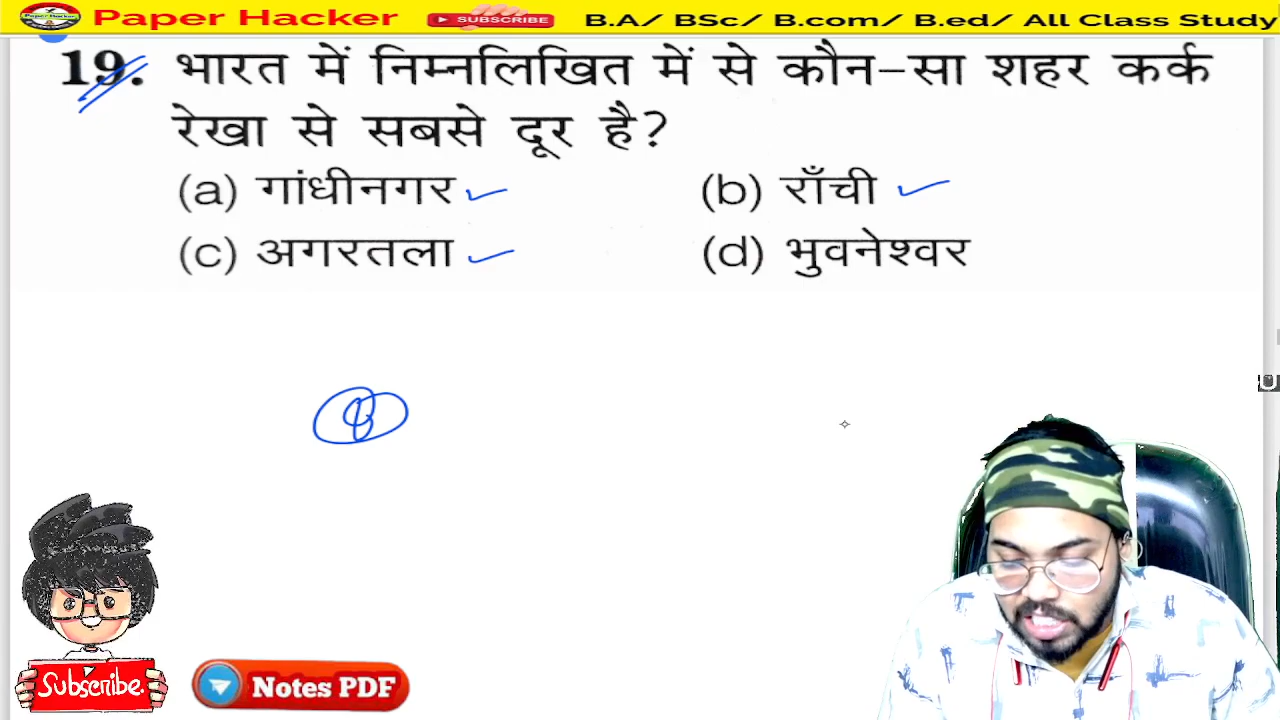 Paper Hacker SUBSCRIBE B.A/ BSc/ B.com/ B.ed/ All Class Study
19. भारत में निम्नलिखित में से कौन-सा शहर कर्क
रेखा से सबसे दूर है?
(a) गांधीनगर (b) राँची
(c) अगरतला (d) भुवनेश्वर
Subscribe.
Notes PDF